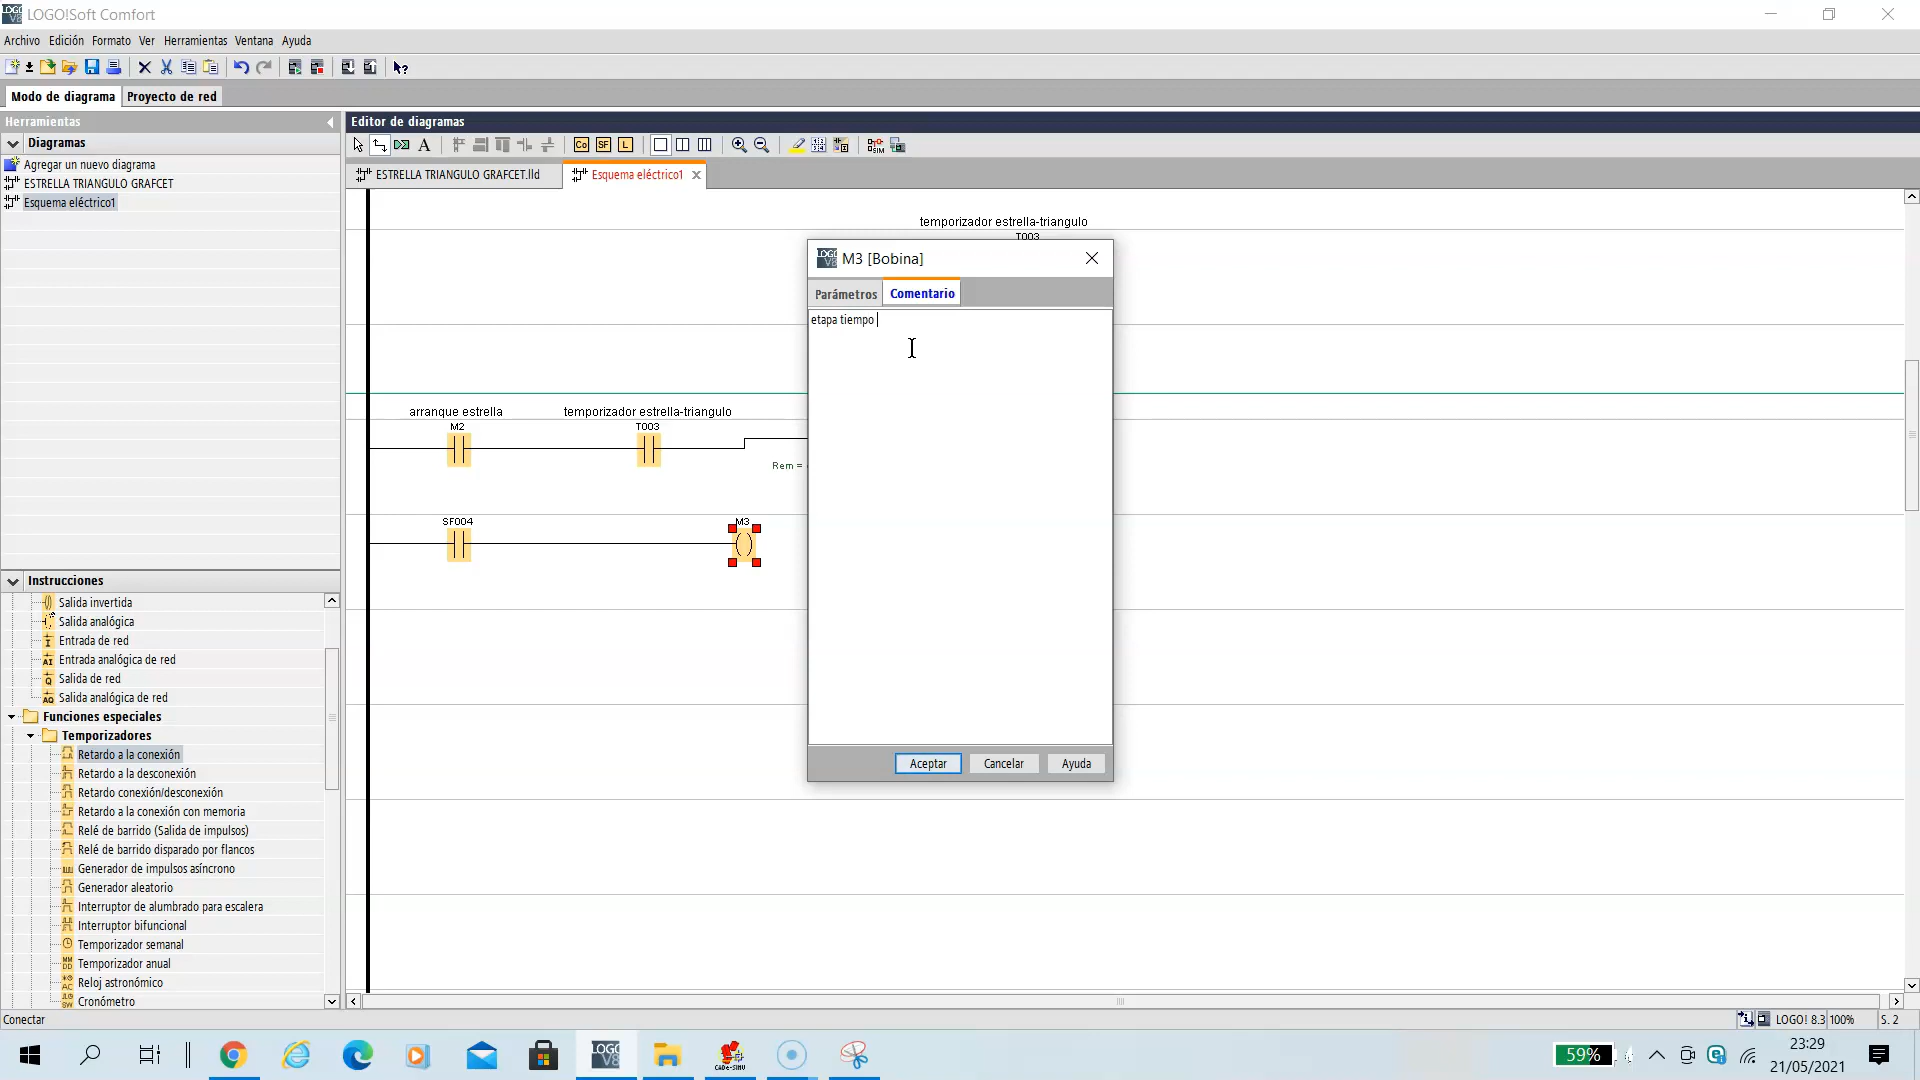 LOGO!Soft Comfort
Archivo Edición Formato Ver Herramientas Ventana Ayuda
Modo de diagrama Proyecto de red
Herramientas
Diagramas
Agregar un nuevo diagrama
ESTRELLA TRIANGULO GRAFCET
Esquema eléctrico1
Editor de diagramas
A Co SF L SIM
ESTRELLA TRIANGULO GRAFCET.lld Esquema eléctrico1
temporizador estrella-triangulo
T003
arranque estrella temporizador estrella-triangulo
M2 T003
Rem =
SF004 M3
M3 [Bobina]
Parámetros Comentario
etapa tiempo
Aceptar Cancelar Ayuda
Instrucciones
Salida invertida
Salida analógica
Entrada de red
Entrada analógica de red
Salida de red
Salida analógica de red
Funciones especiales
Temporizadores
Retardo a la conexión
Retardo a la desconexión
Retardo conexión/desconexión
Retardo a la conexión con memoria
Relé de barrido (Salida de impulsos)
Relé de barrido disparado por flancos
Generador de impulsos asíncrono
Generador aleatorio
Interruptor de alumbrado para escalera
Interruptor bifuncional
Temporizador semanal
Temporizador anual
Reloj astronómico
Cronómetro
Conectar
LOGO! 8.3 100% S. 2
59%
23:29
21/05/2021